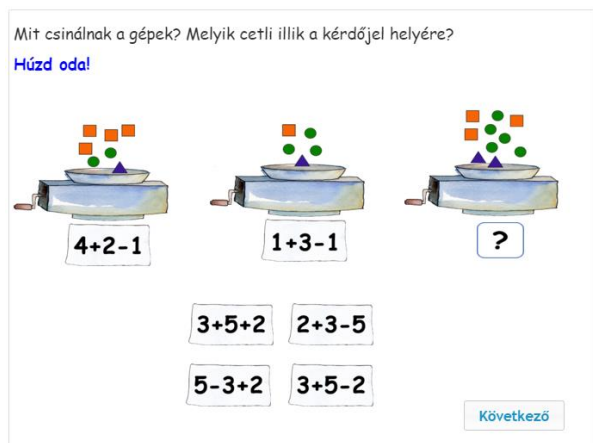 Mit csinálnak a gépek? Melyik cetli illik a kérdőjel helyére?
Húzd oda!
4+2-1
1+3-1
?
3+5+2
2+3-5
5-3+2
3+5-2
Következő